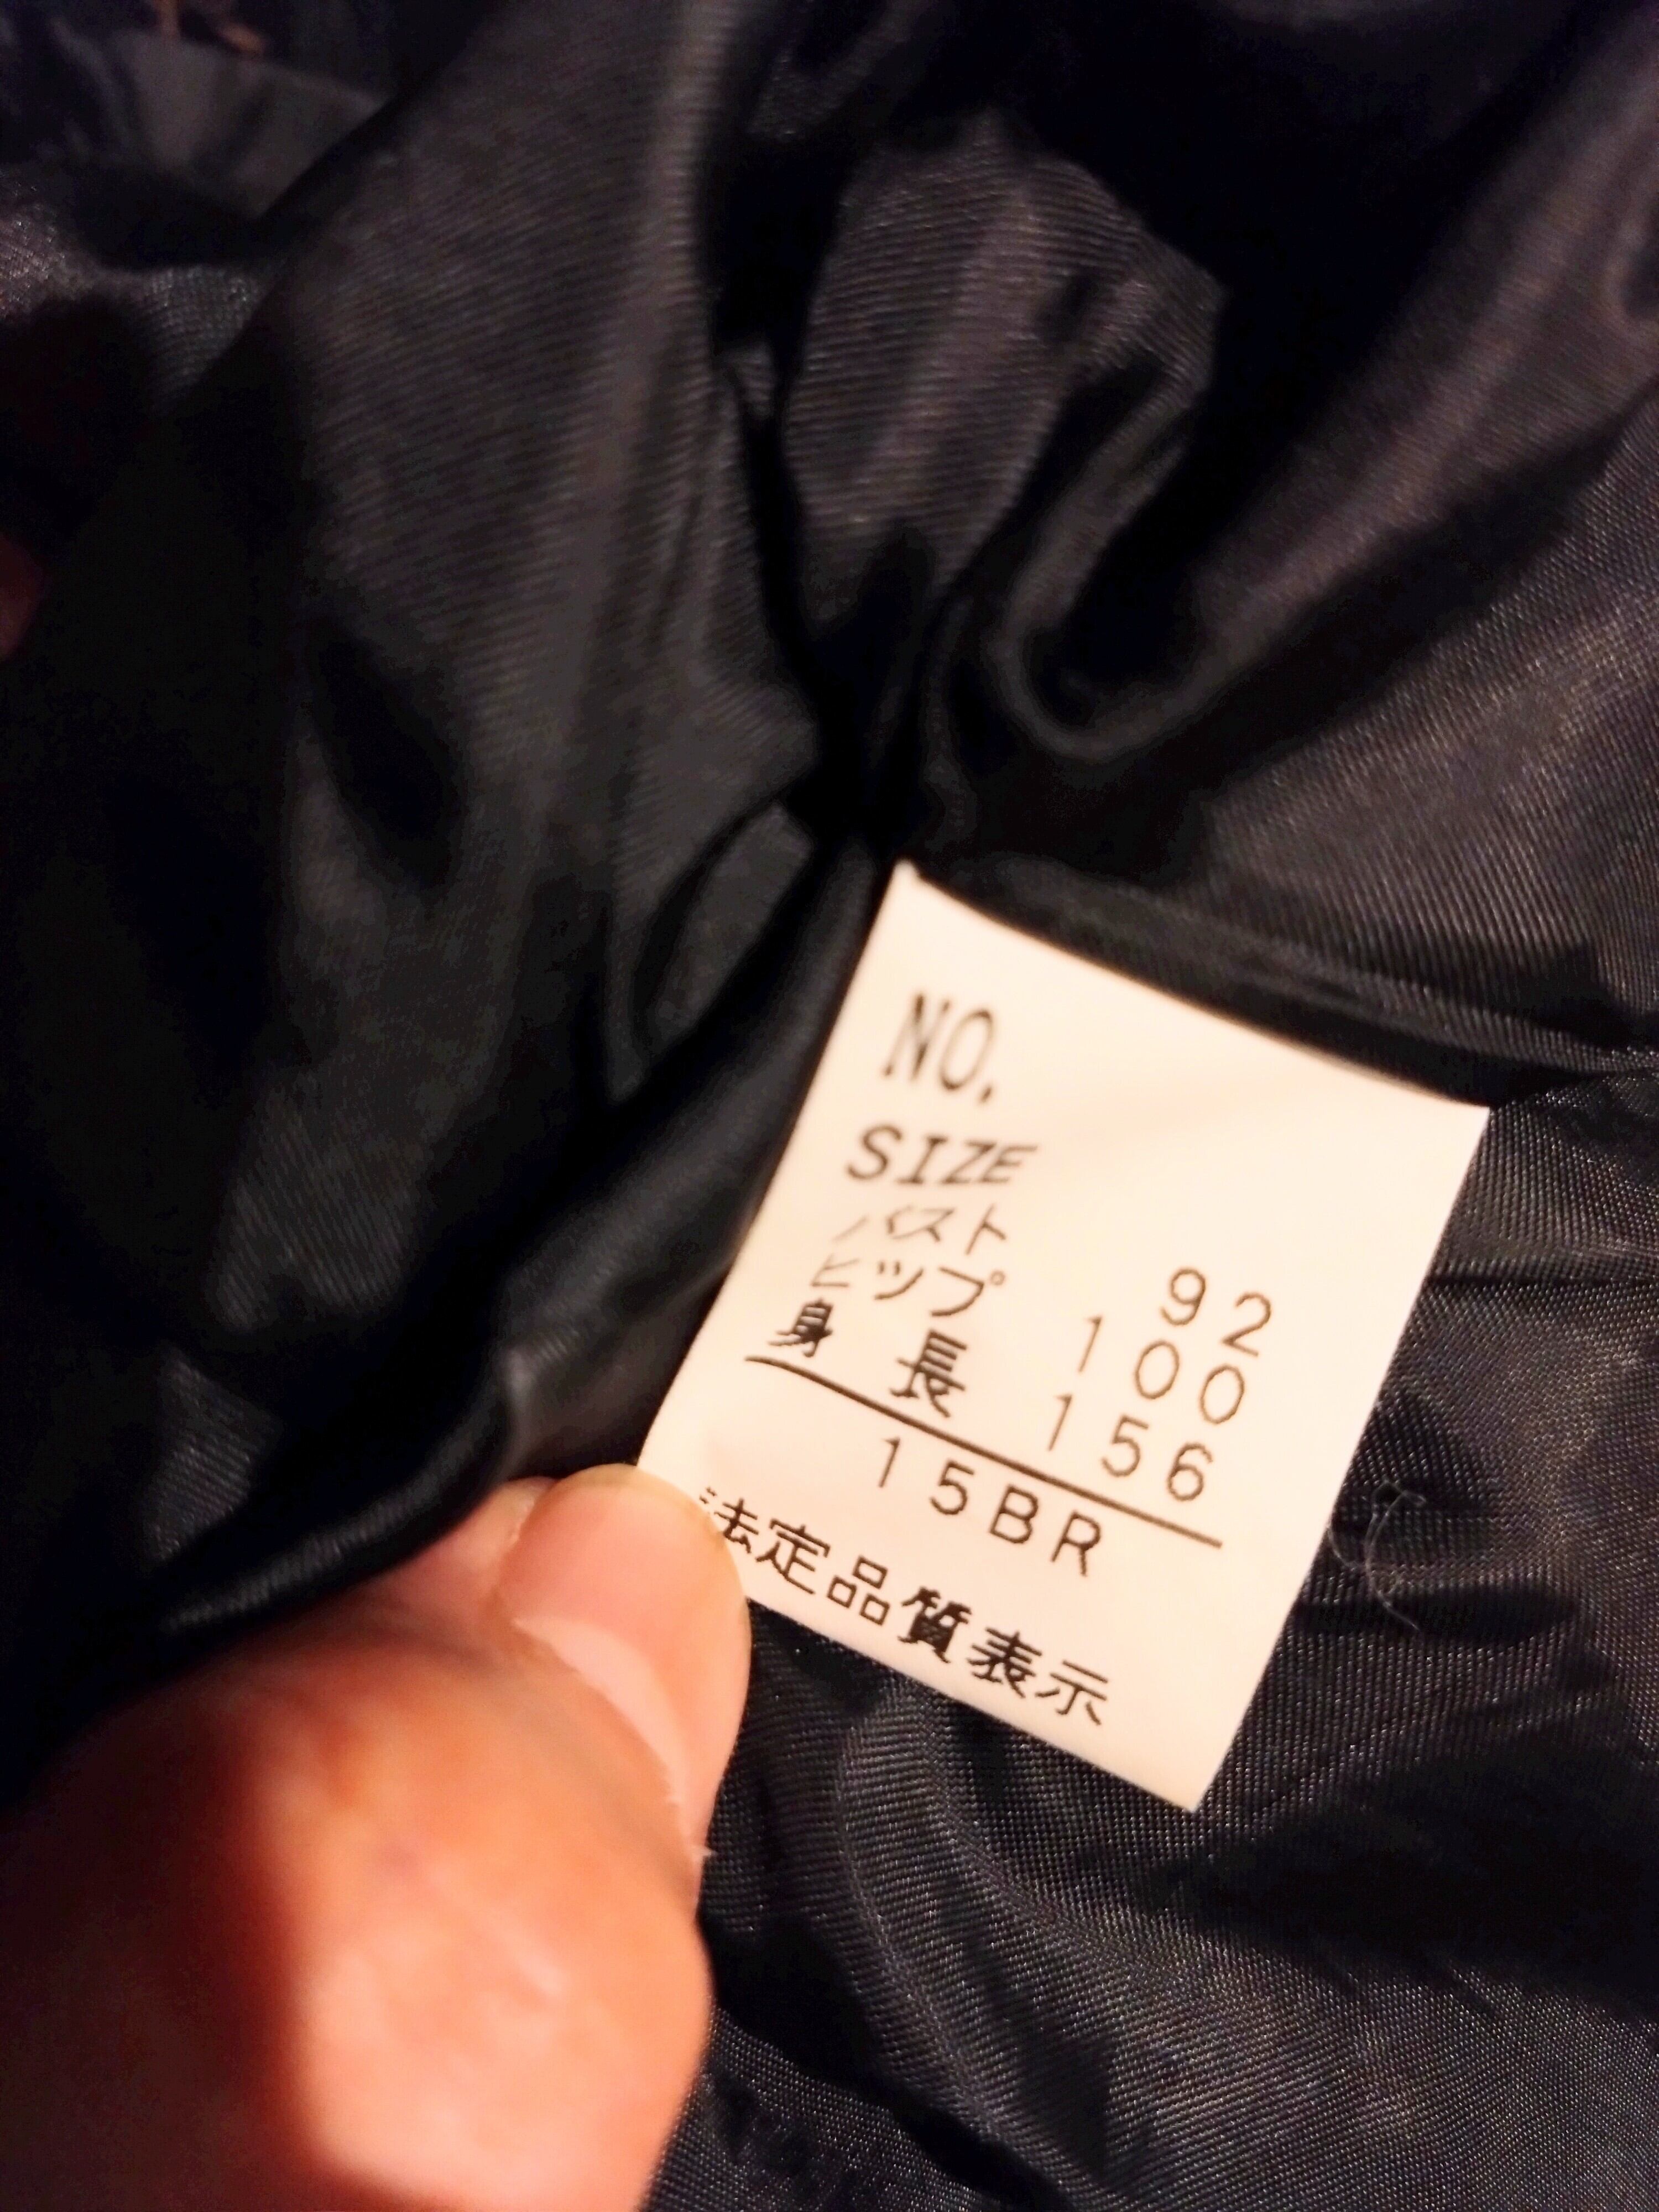 NO.
SIZE
バスト 92
ヒップ 100
身長 156
15BR
法定品質表示